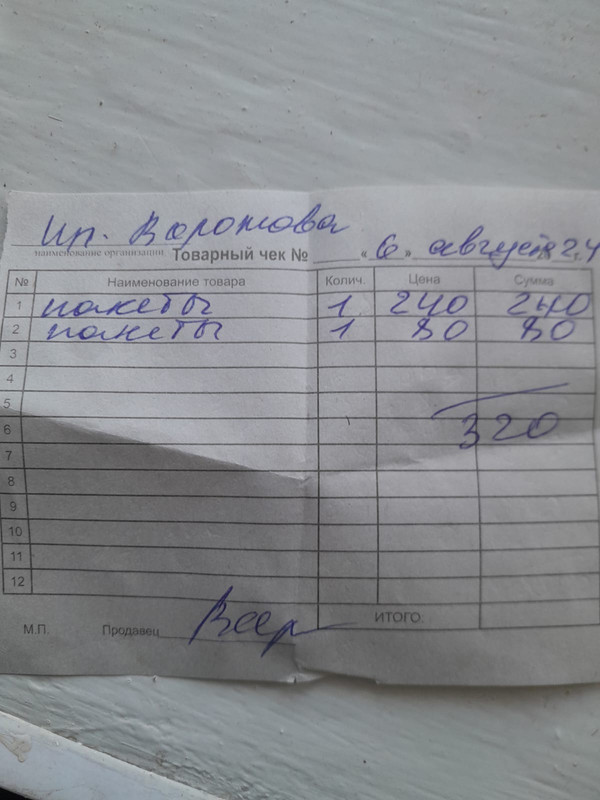 ип. Воротова
наименование организации Товарный чек № « 6 » августа 24 г.
№ Наименование товара Колич. Цена Сумма
1 пакеты 1 240 240
2 пакеты 1 80 80
3
4
5
6 320
7
8
9
10
11
12
ИТОГО:
М.П. Продавец